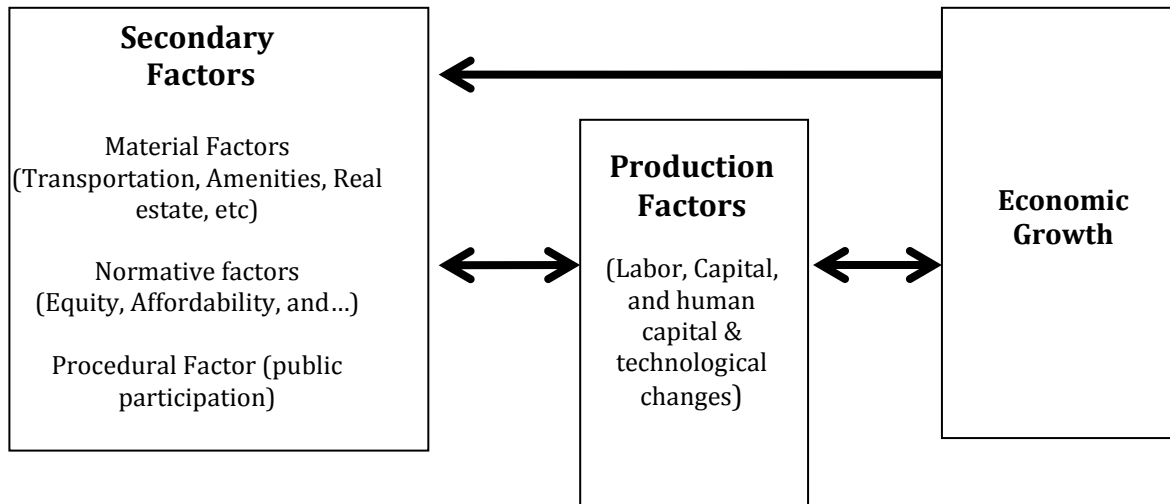 Secondary
Factors
Material Factors
(Transportation, Amenities, Real
estate, etc)
Normative factors
(Equity, Affordability, and…)
Procedural Factor (public
participation)
Production
Factors
(Labor, Capital,
and human
capital &
technological
changes)
Economic
Growth